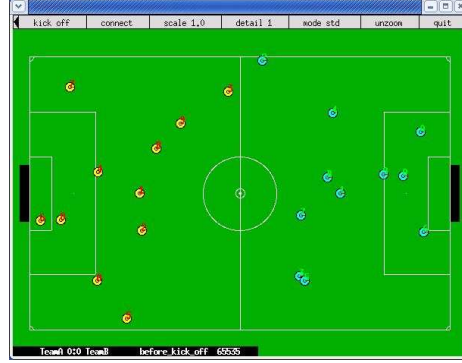 kick off connect scale 1,0 detail 1 mode std unzoom quit
TeamA 0:0 TeamB before_kick_off 65535